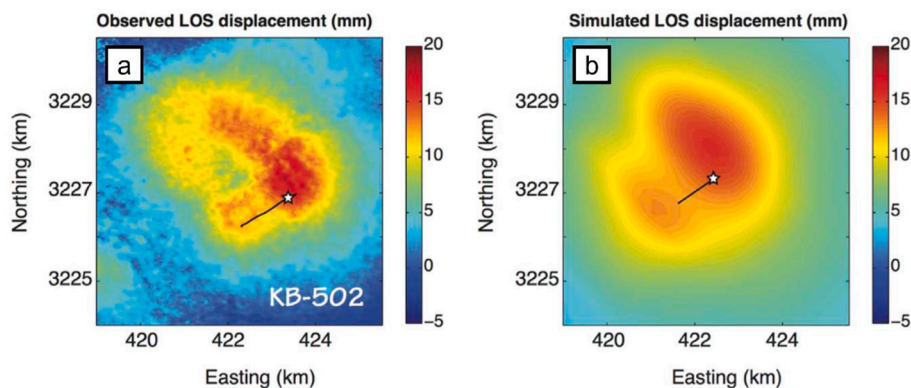 Observed LOS displacement (mm)
a
3229
3227
3225
420
422
424
Easting (km)
Northing (km)
KB-502
20
15
10
5
0
−5
Simulated LOS displacement (mm)
b
3229
3227
3225
420
422
424
Easting (km)
Northing (km)
20
15
10
5
0
−5